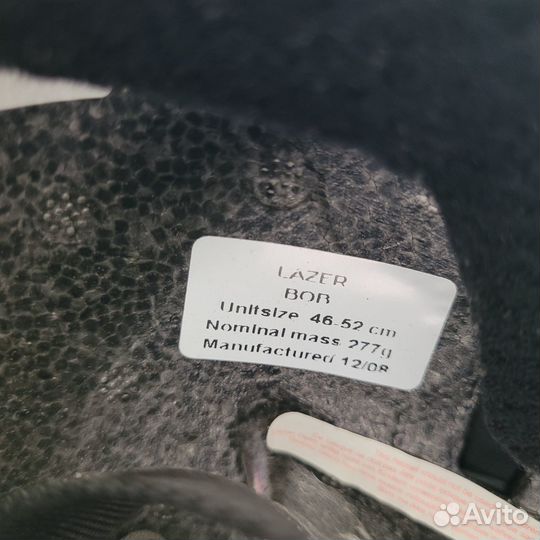 LAZER
BOB
Unitsize 46-52 cm
Nominal mass 277g
Manufactured 12/08
Avito